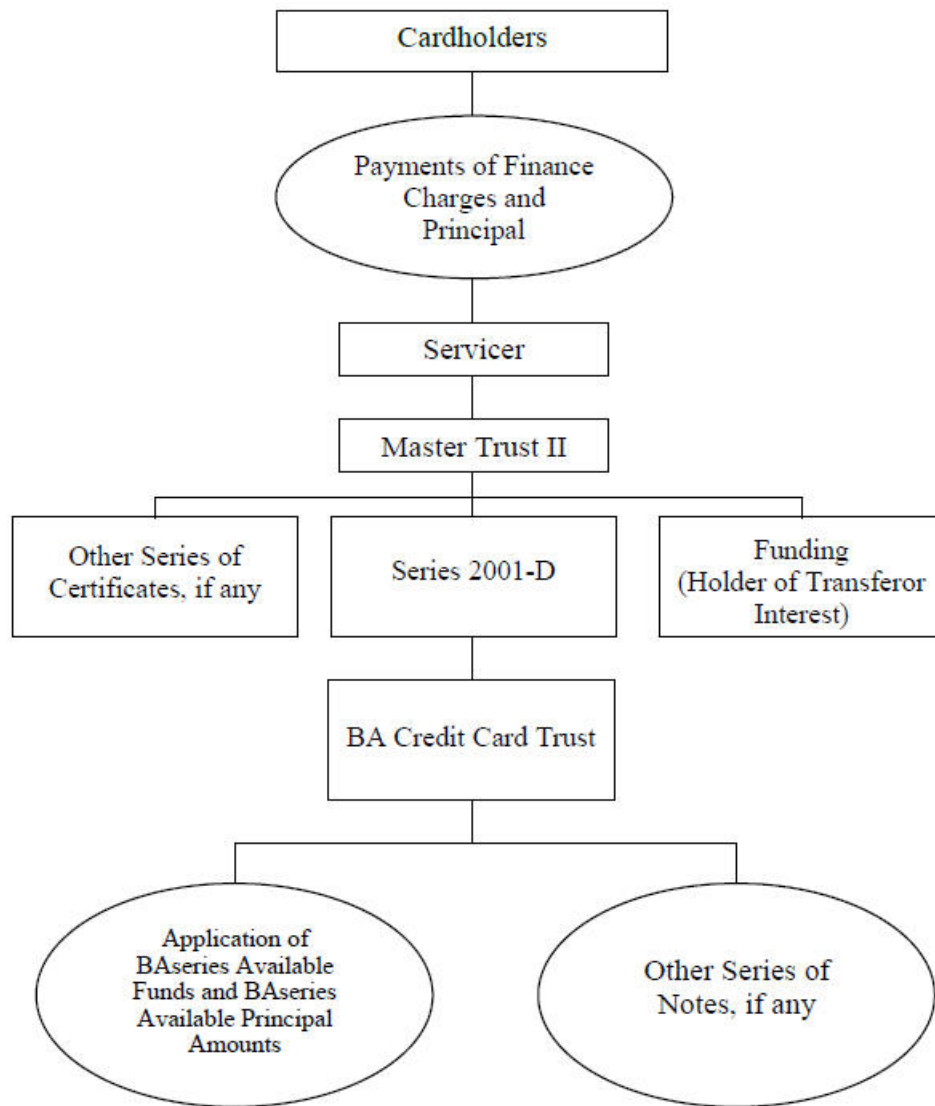 Cardholders
Payments of Finance
Charges and
Principal
Servicer
Master Trust II
Other Series of
Certificates, if any
Series 2001-D
Funding
(Holder of Transferor
Interest)
BA Credit Card Trust
Application of
BAseries Available
Funds and BAseries
Available Principal
Amounts
Other Series of
Notes, if any